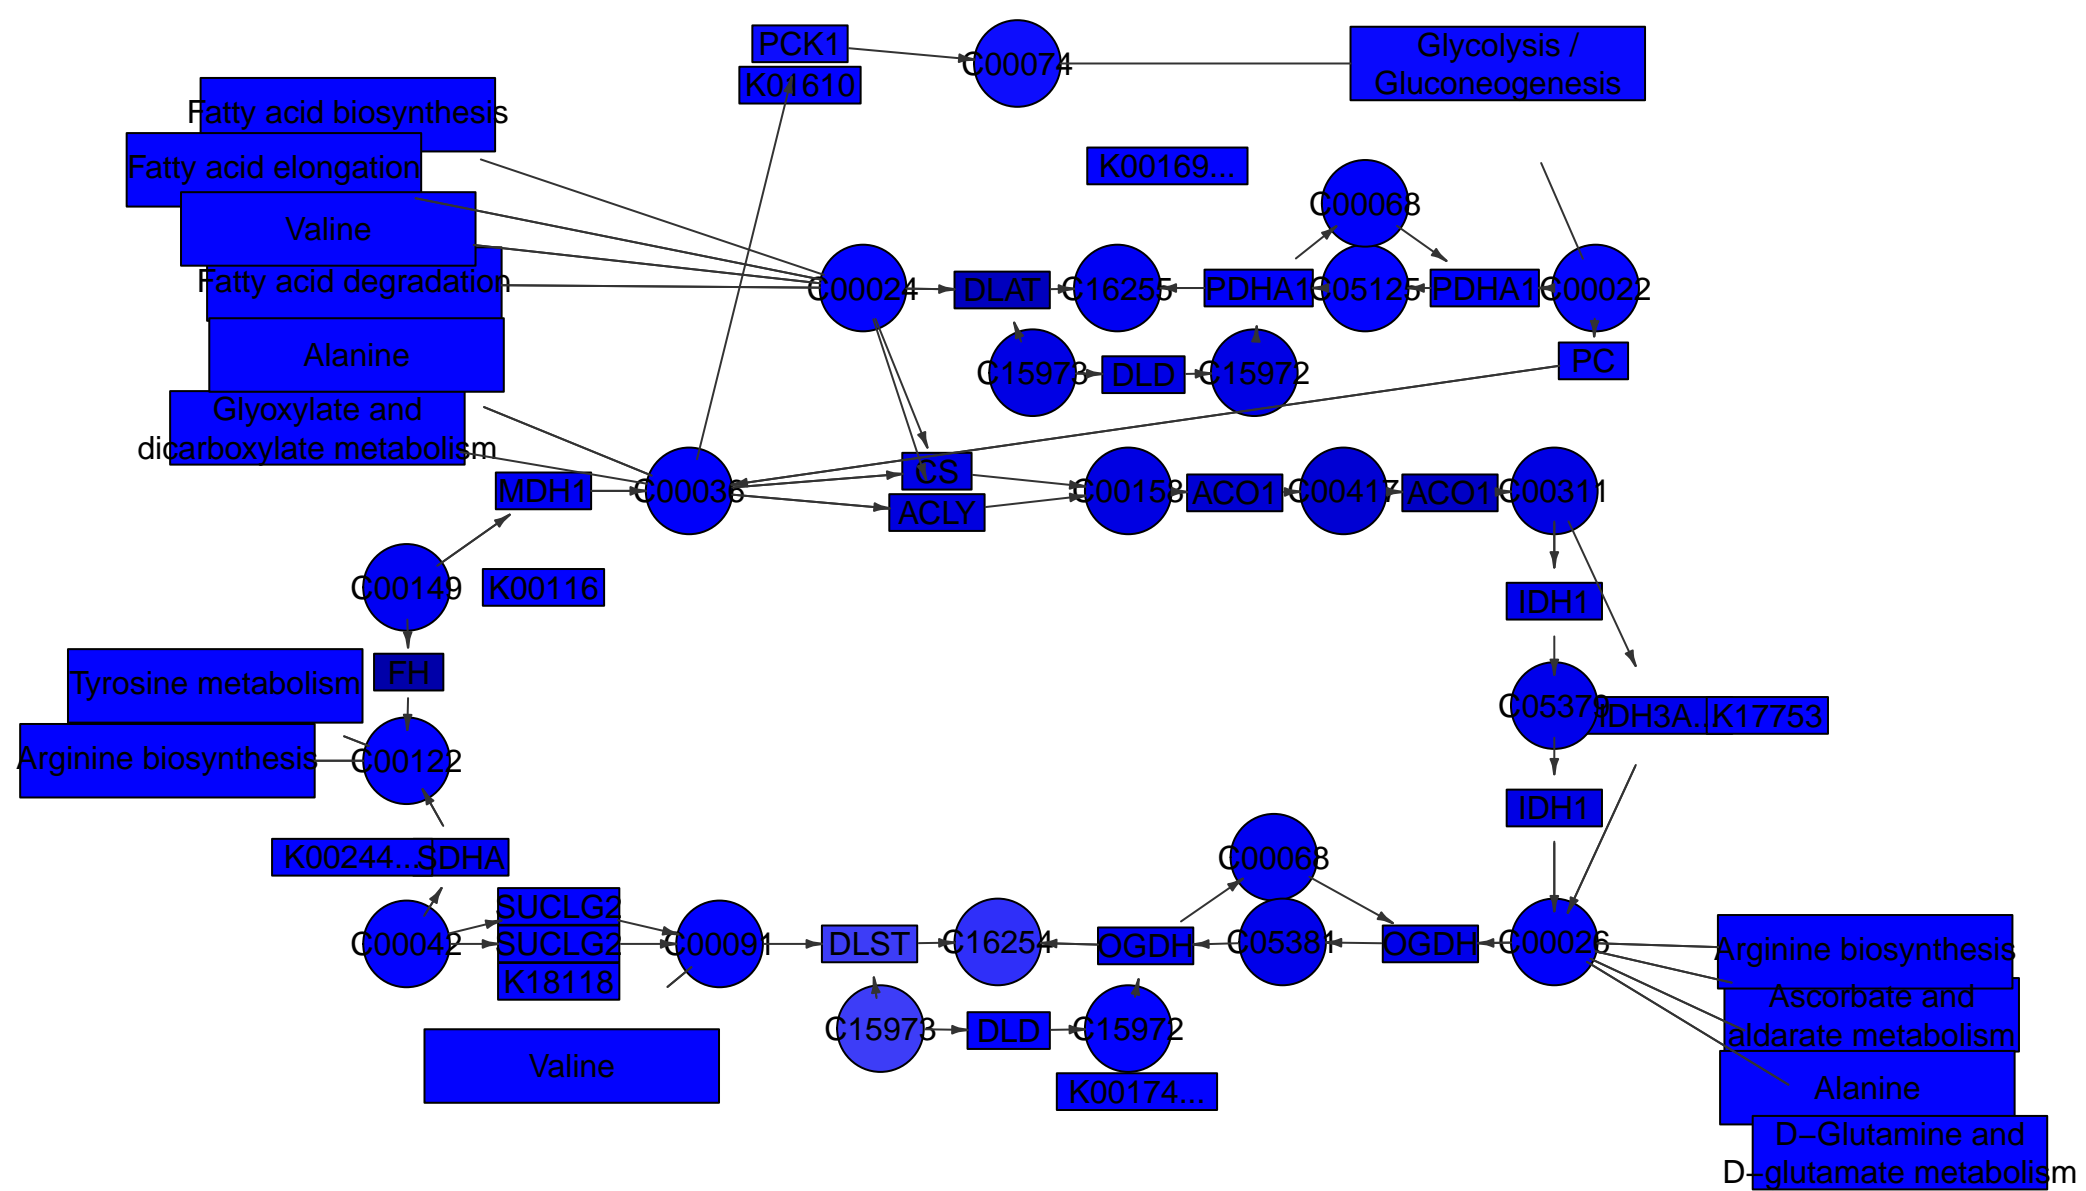 PCK1
C00074
Glycolysis /
Gluconeogenesis
K01610
Fatty acid biosynthesis
Fatty acid elongation
K00169...
C00068
Valine
Fatty acid degradation
C00024
DLAT
C16255
PDHA1
C05125
PDHA1
C00022
Alanine
C15973
DLD
C15972
PC
Glyoxylate and
dicarboxylate metabolism
MDH1
C00036
CS
ACLY
C00158
ACO1
C00417
ACO1
C00311
C00149
K00116
IDH1
FH
Tyrosine metabolism
C05379
IDH3A...
K17753
Arginine biosynthesis
C00122
IDH1
K00244...
SDHA
C00068
SUCLG2
C00042
SUCLG2
C00091
DLST
C16254
OGDH
C05381
OGDH
C00026
Arginine biosynthesis
K18118
Ascorbate and
aldarate metabolism
C15973
DLD
C15972
Valine
K00174...
Alanine
D−Glutamine and
D−glutamate metabolism